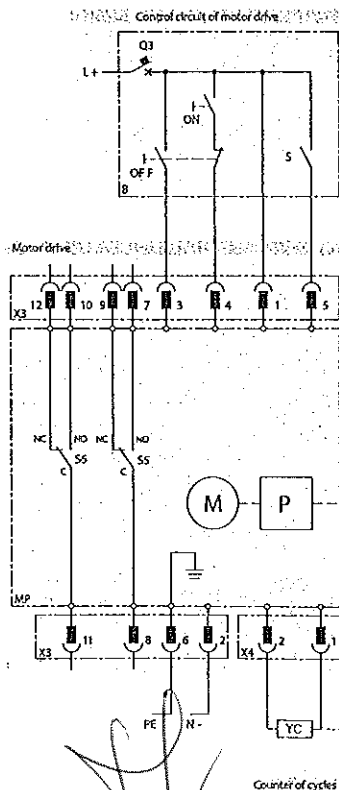 Control circuit of motor drive
Q3
L+
ON
OFF
S
B
Motor drive
12 10 9 7 3 4 1 5
X3
NC NO NC NO
S5 S5
C C
M P
MP
11 8 6 2 2 1
X3 X4
PE N- YC
Counter of cycles